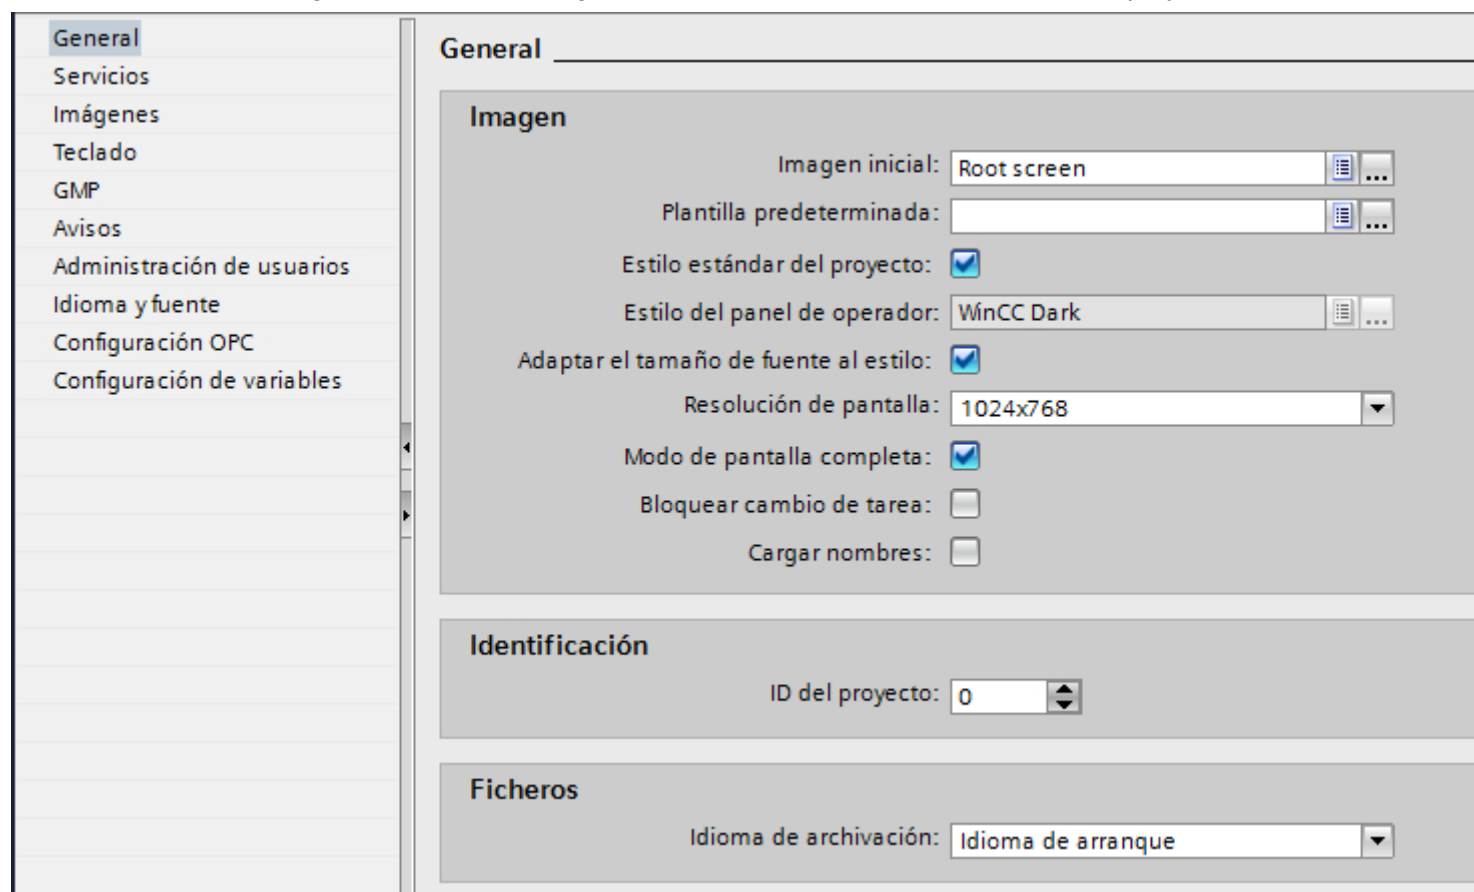 General
Servicios
Imágenes
Teclado
GMP
Avisos
Administración de usuarios
Idioma y fuente
Configuración OPC
Configuración de variables
General
Imagen
Imagen inicial: Root screen ...
Plantilla predeterminada: ...
Estilo estándar del proyecto:
Estilo del panel de operador: WinCC Dark ...
Adaptar el tamaño de fuente al estilo:
Resolución de pantalla: 1024x768
Modo de pantalla completa:
Bloquear cambio de tarea:
Cargar nombres:
Identificación
ID del proyecto: 0
Ficheros
Idioma de archivación: Idioma de arranque